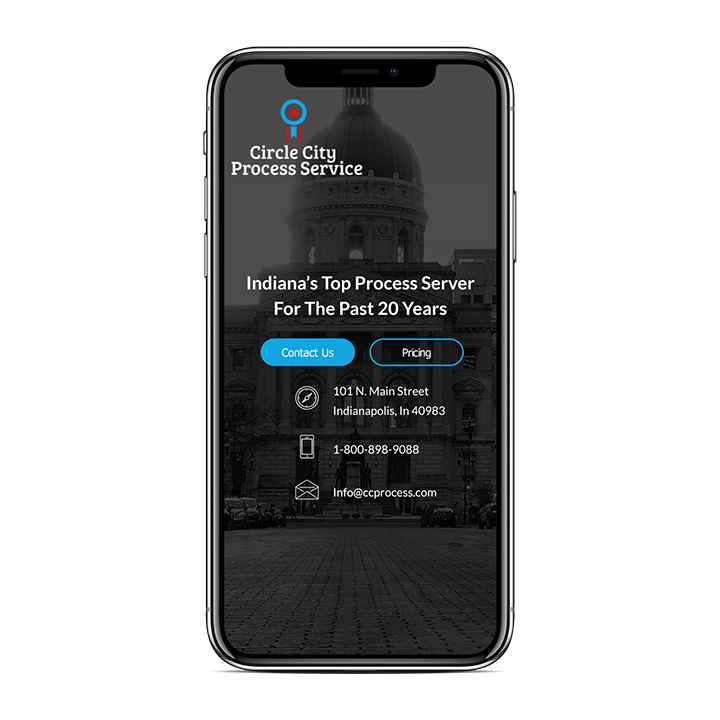 Circle City
Process Service
Indiana's Top Process Server
For The Past 20 Years
Contact Us
Pricing
101 N. Main Street
Indianapolis, In 40983
1-800-898-9088
Info@ccprocess.com